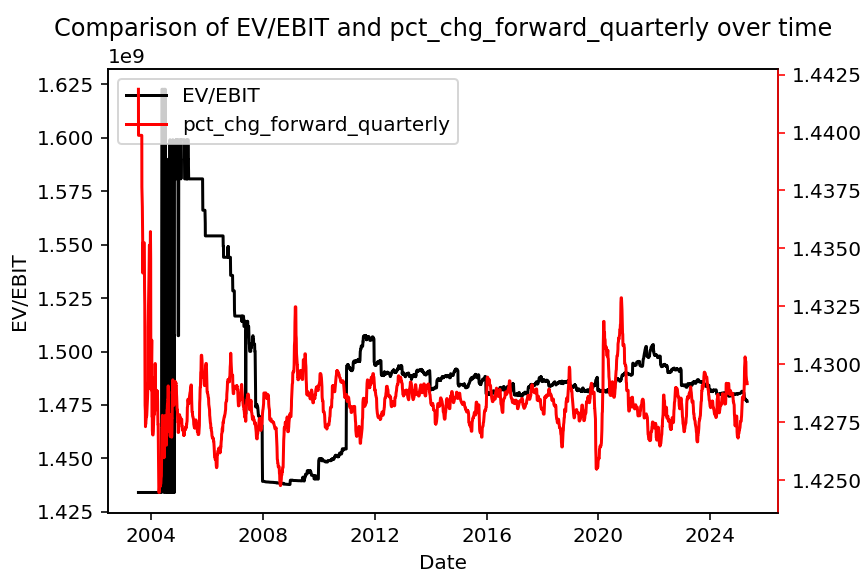 Comparison of EV/EBIT and pct_chg_forward_quarterly over time
1e9
EV/EBIT
pct_chg_forward_quarterly
1.625
1.600
1.575
1.550
1.525
1.500
1.475
1.450
1.425
EV/EBIT
1.4425
1.4400
1.4375
1.4350
1.4325
1.4300
1.4275
1.4250
2004 2008 2012 2016 2020 2024
Date